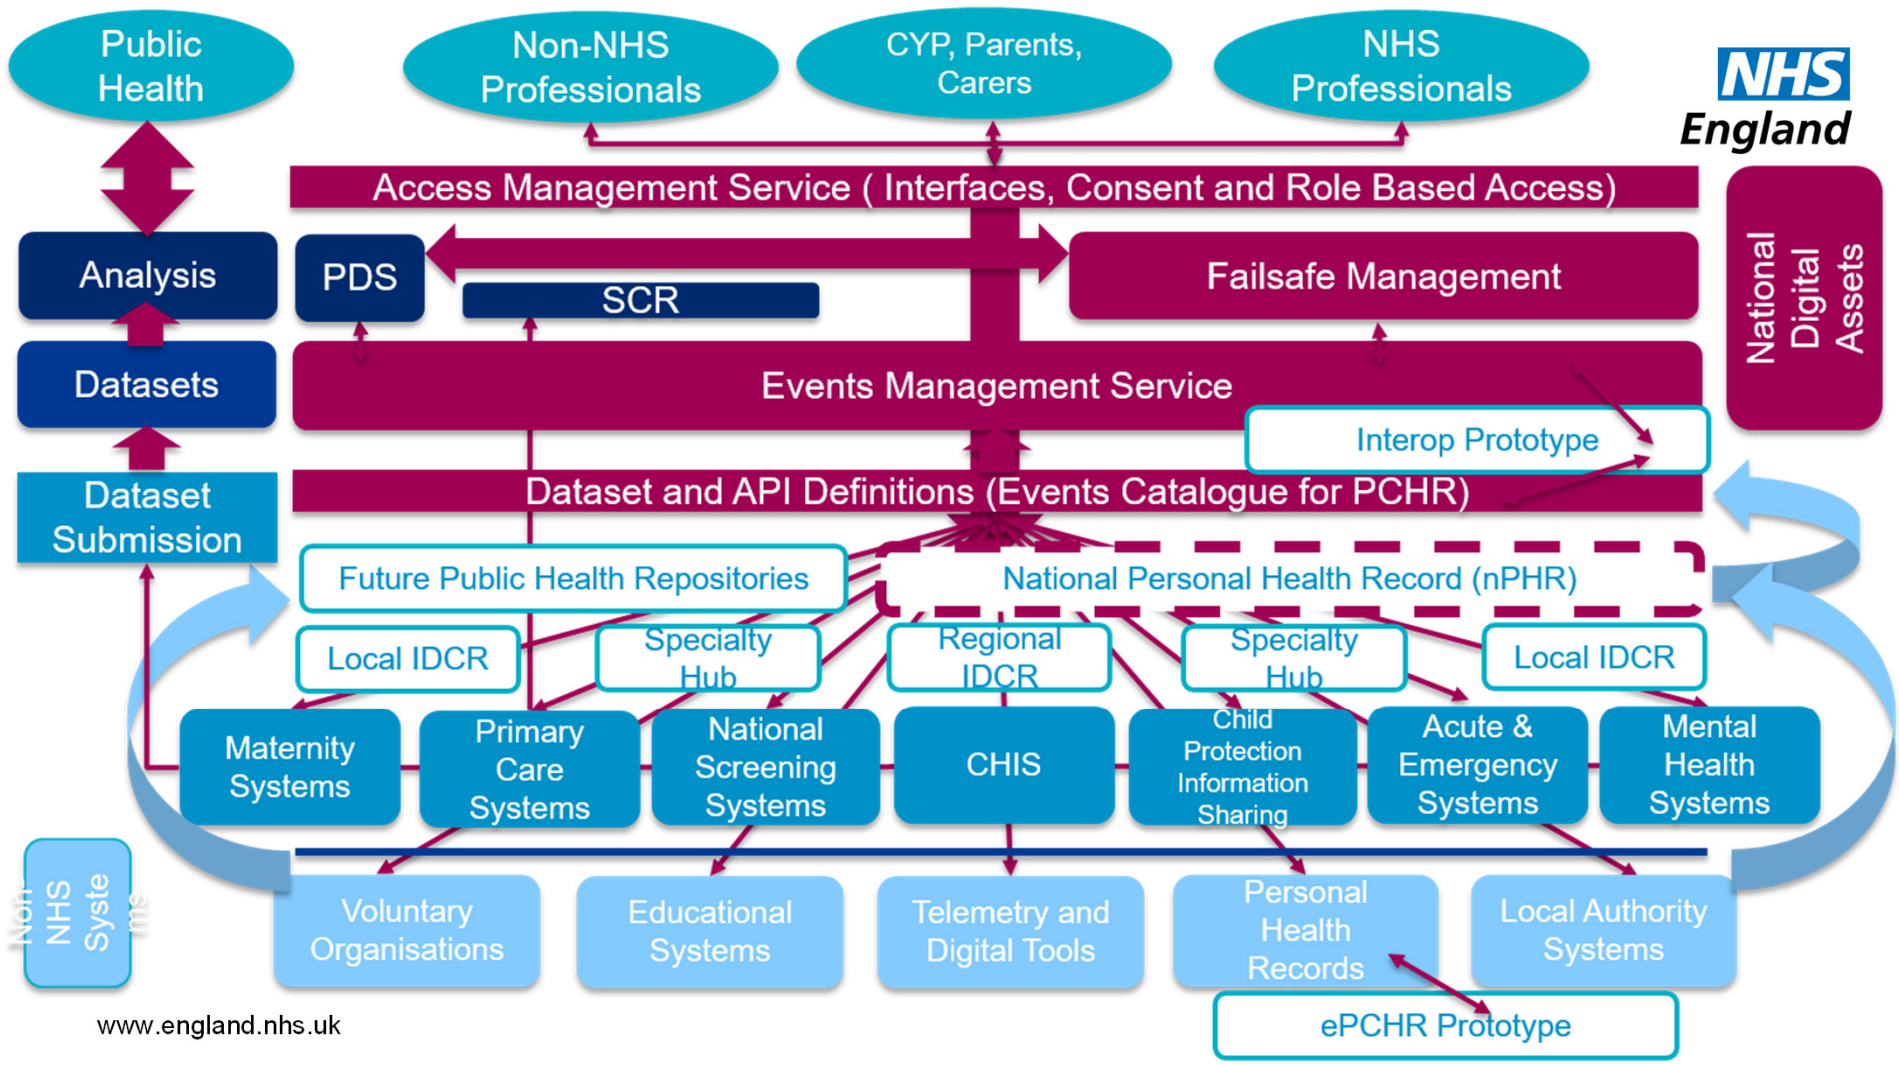 Public
Health
Non-NHS
Professionals
CYP, Parents,
Carers
NHS
Professionals
NHS
England
Access Management Service ( Interfaces, Consent and Role Based Access)
National
Digital
Assets
Analysis
PDS
SCR
Failsafe Management
Datasets
Events Management Service
Interop Prototype
Dataset
Submission
Dataset and API Definitions (Events Catalogue for PCHR)
Future Public Health Repositories
National Personal Health Record (nPHR)
Local IDCR
Specialty
Hub
Regional
IDCR
Specialty
Hub
Local IDCR
Maternity
Systems
Primary
Care
Systems
National
Screening
Systems
CHIS
Child
Protection
Information
Sharing
Acute &
Emergency
Systems
Mental
Health
Systems
Non-
NHS
Syste
ms
Voluntary
Organisations
Educational
Systems
Telemetry and
Digital Tools
Personal
Health
Records
Local Authority
Systems
ePCHR Prototype
www.england.nhs.uk